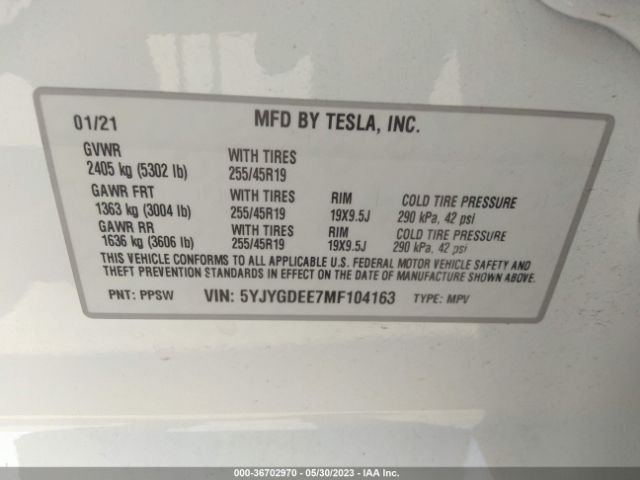 01/21 MFD BY TESLA, INC.
GVWR WITH TIRES
2405 kg (5302 lb) 255/45R19
GAWR FRT WITH TIRES RIM COLD TIRE PRESSURE
1363 kg (3004 lb) 255/45R19 19X9.5J 290 kPa, 42 psi
GAWR RR WITH TIRES RIM COLD TIRE PRESSURE
1636 kg (3606 lb) 255/45R19 19X9.5J 290 kPa, 42 psi
THIS VEHICLE CONFORMS TO ALL APPLICABLE U.S. FEDERAL MOTOR VEHICLE SAFETY AND
THEFT PREVENTION STANDARDS IN EFFECT ON THE DATE OF MANUFACTURE SHOWN ABOVE.
PNT: PPSW VIN: 5YJYGDEE7MF104163 TYPE: MPV
000-36702970 - 05/30/2023 - IAA Inc.